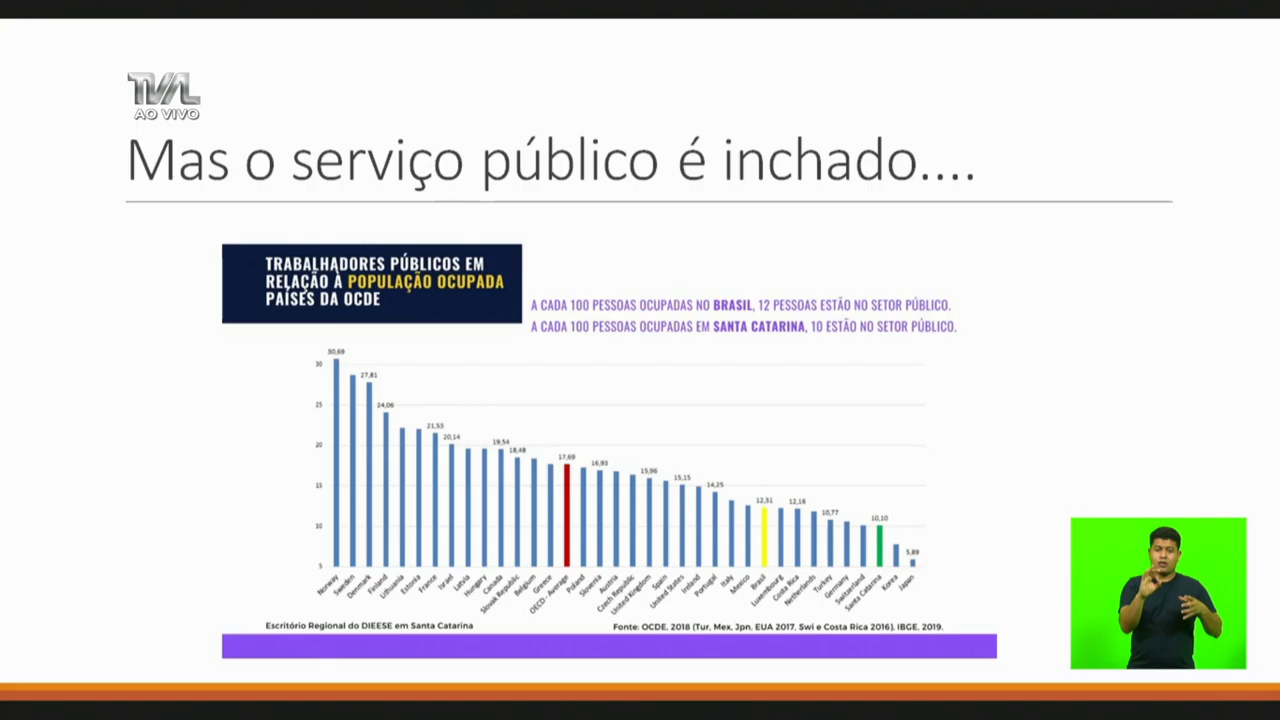 TVAL
AO VIVO
Mas o serviço público é inchado....
TRABALHADORES PÚBLICOS EM
RELAÇÃO À POPULAÇÃO OCUPADA
PAÍSES DA OCDE
A CADA 100 PESSOAS OCUPADAS NO BRASIL, 12 PESSOAS ESTÃO NO SETOR PÚBLICO.
A CADA 100 PESSOAS OCUPADAS EM SANTA CATARINA, 10 ESTÃO NO SETOR PÚBLICO.
30
25
20
15
10
5
30,69
27,81
24,06
21,53
20,14
19,54
18,48
17,69
16,93
15,96
15,15
14,25
12,51
12,16
10,77
10,10
5,89
Norway
Sweden
Denmark
Finland
Lithuania
Estonia
France
Israel
Latvia
Hungary
Canada
Slovak Republic
Belgium
Greece
OECD - Average
Poland
Slovenia
Austria
Czech Republic
United Kingdom
Spain
United States
Ireland
Portugal
Italy
Mexico
Brasil
Luxembourg
Costa Rica
Netherlands
Turkey
Germany
Switzerland
Santa Catarina
Korea
Japan
Escritório Regional do DIEESE em Santa Catarina
Fonte: OCDE, 2018 (Tur, Mex, Jpn, EUA 2017, Swi e Costa Rica 2016), IBGE, 2019.